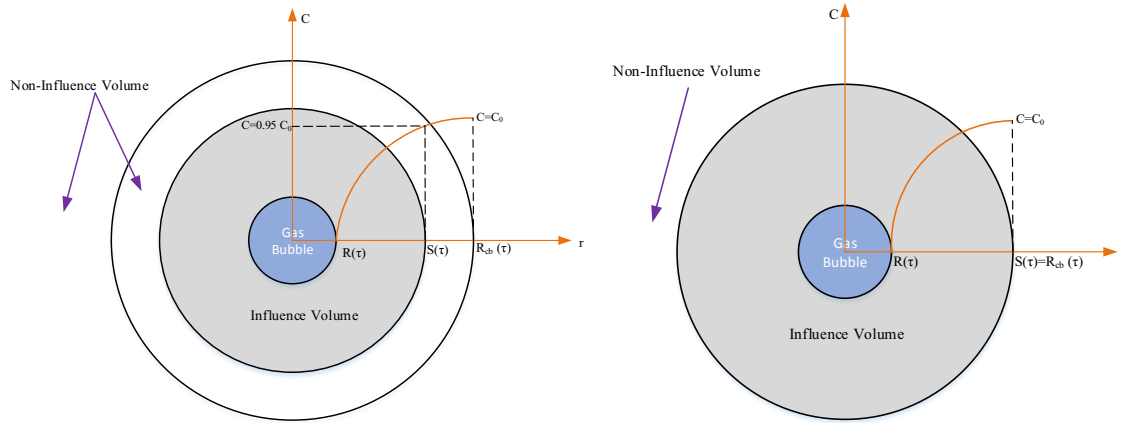 C
Non-Influence Volume
C=0.95 C₀
C=C₀
Gas
Bubble
R(τ)
S(τ)
R_cb (τ)
r
Influence Volume
C
Non-Influence Volume
C=C₀
Gas
Bubble
R(τ)
S(τ)=R_cb (τ)
Influence Volume